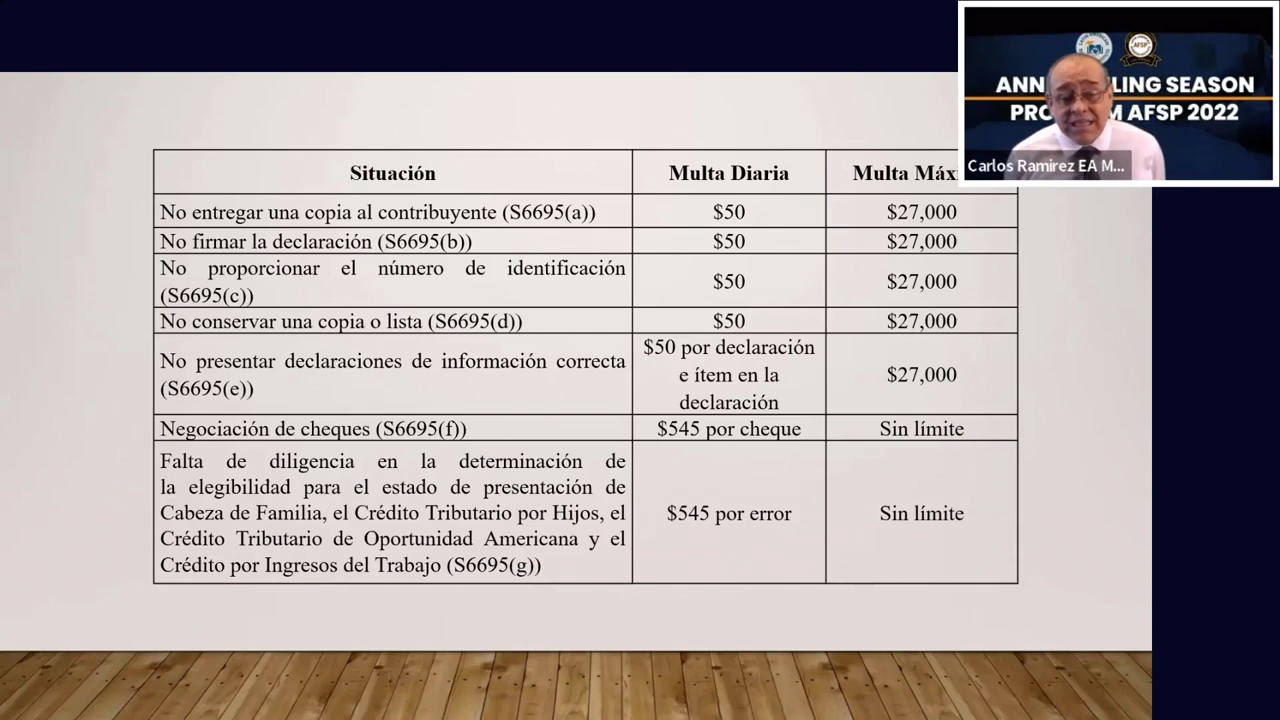 AFSP
ANN LING SEASON
PRO M AFSP 2022
Carlos Ramirez EA M...
Situación Multa Diaria Multa Máxi
No entregar una copia al contribuyente (S6695(a)) $50 $27,000
No firmar la declaración (S6695(b)) $50 $27,000
No proporcionar el número de identificación
(S6695(c)) $50 $27,000
No conservar una copia o lista (S6695(d)) $50 $27,000
No presentar declaraciones de información correcta
(S6695(e)) $50 por declaración
e ítem en la
declaración $27,000
Negociación de cheques (S6695(f)) $545 por cheque Sin límite
Falta de diligencia en la determinación de
la elegibilidad para el estado de presentación de
Cabeza de Familia, el Crédito Tributario por Hijos, el
Crédito Tributario de Oportunidad Americana y el
Crédito por Ingresos del Trabajo (S6695(g)) $545 por error Sin límite